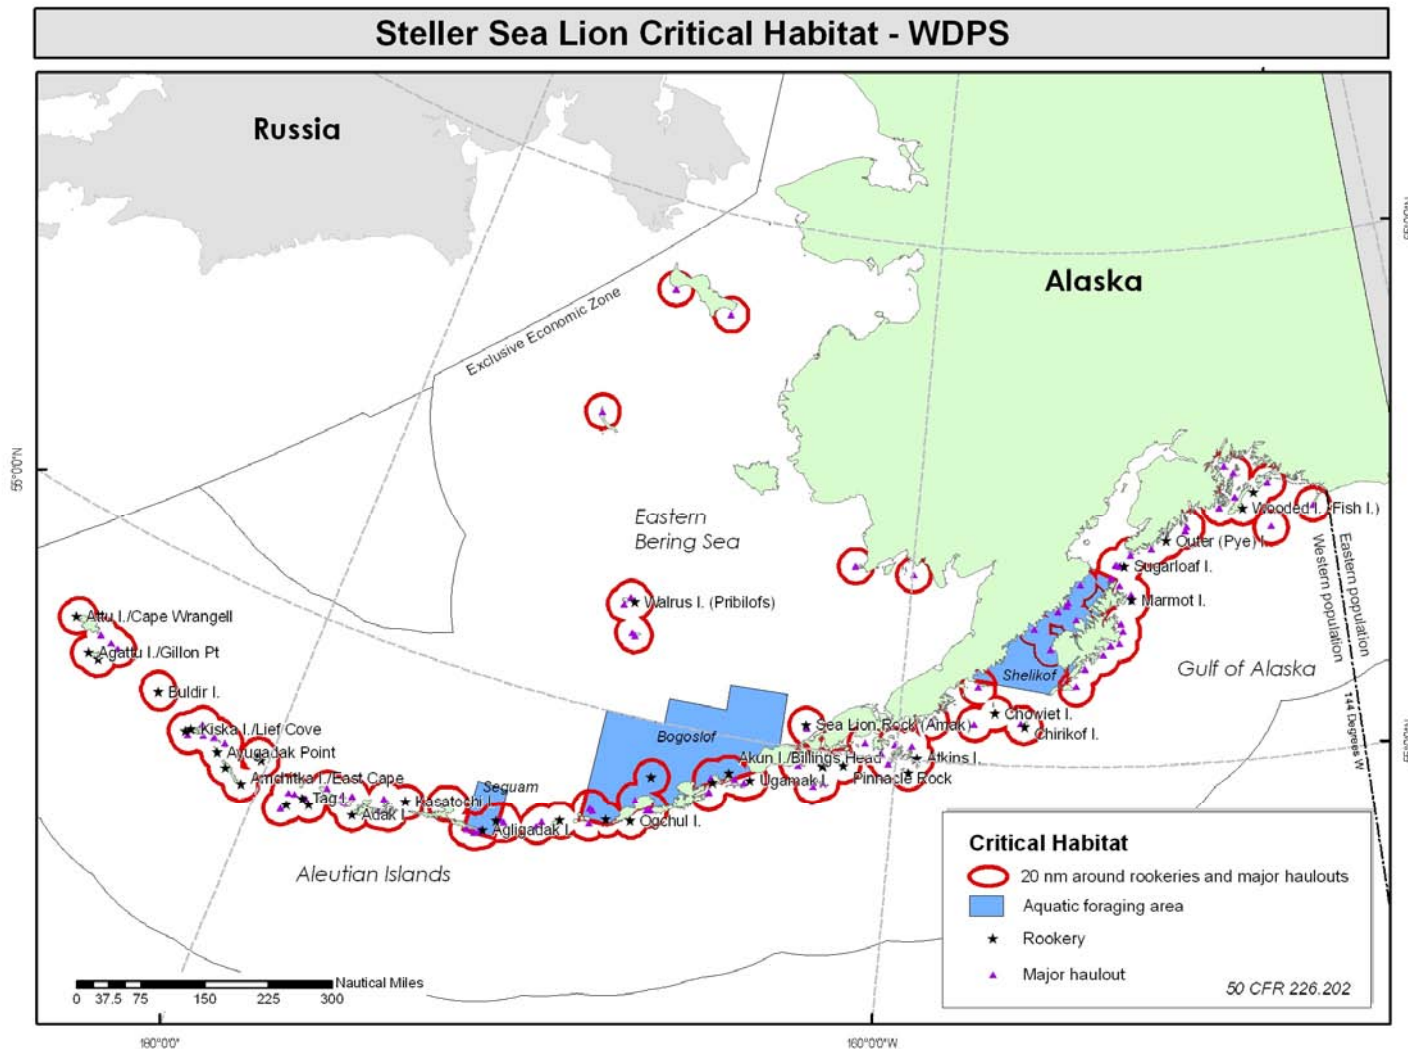 Steller Sea Lion Critical Habitat - WDPS
Russia
Alaska
Exclusive Economic Zone
55°0'0"N
Eastern
Bering Sea
Wooded I. (Fish I.)
Outer (Pye) I.
Sugarloaf I.
Marmot I.
Eastern population
Western population
144 Degrees W
Walrus I. (Pribilofs)
Attu I./Cape Wrangell
Agattu I./Gillon Pt
Buldir I.
Kiska I./Lief Cove
Ayugadak Point
Amchitka I./East Cape
Tag I.
Adak I.
Kasatochi I.
Seguam
Agligadak I.
Ogchul I.
Bogoslof
Akun I./Billings Head
Ugamak I.
Sea Lion Rock (Amak)
Pinnacle Rock
Atkins I.
Chowiet I.
Chirikof I.
Shelikof
Gulf of Alaska
55°0'0"N
Aleutian Islands
Critical Habitat
20 nm around rookeries and major haulouts
Aquatic foraging area
Rookery
Major haulout
50 CFR 226.202
Nautical Miles
0 37.5 75 150 225 300
180°0'0"
160°0'0"W